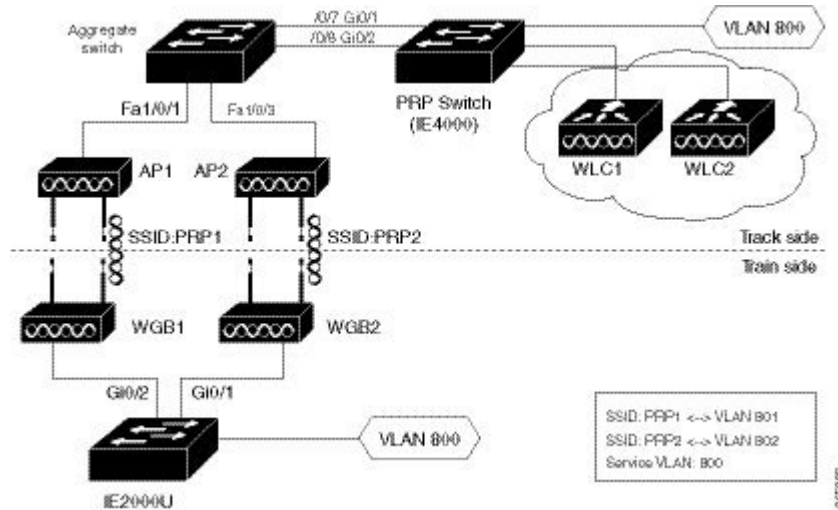 Aggregate
switch
/0/7 Gi0/1
/0/8 Gi0/2
VLAN 800
PRP Switch
(IE4000)
WLC1
WLC2
Fa1/0/1
Fa1/0/3
AP1
AP2
SSID:PRP1
SSID:PRP2
Track side
Train side
WGB1
WGB2
Gi0/2
Gi0/1
VLAN 800
IE2000U
SSID: PRP1 <--> VLAN 801
SSID: PRP2 <--> VLAN 802
Service VLAN: 800